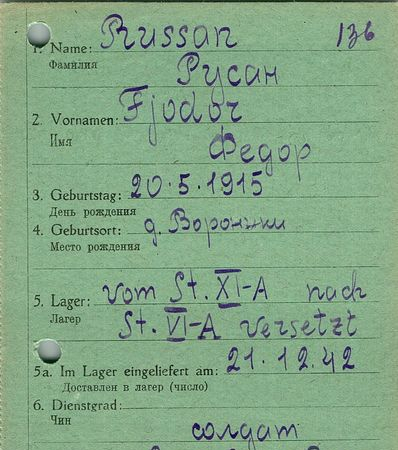 Russan 136
1. Name:
Фамилия
Русан
2. Vornamen: Fjodor
Имя
Федор
3. Geburtstag: 20.5.1915
День рождения
4. Geburtsort: д. Воронжки
Место рождения
5. Lager: vom St. XI-A nach
Лагер
St. VI-A versetzt
5a. Im Lager eingeliefert am: 21.12.42
Доставлен в лагер (число)
6. Dienstgrad:
Чин
солдат